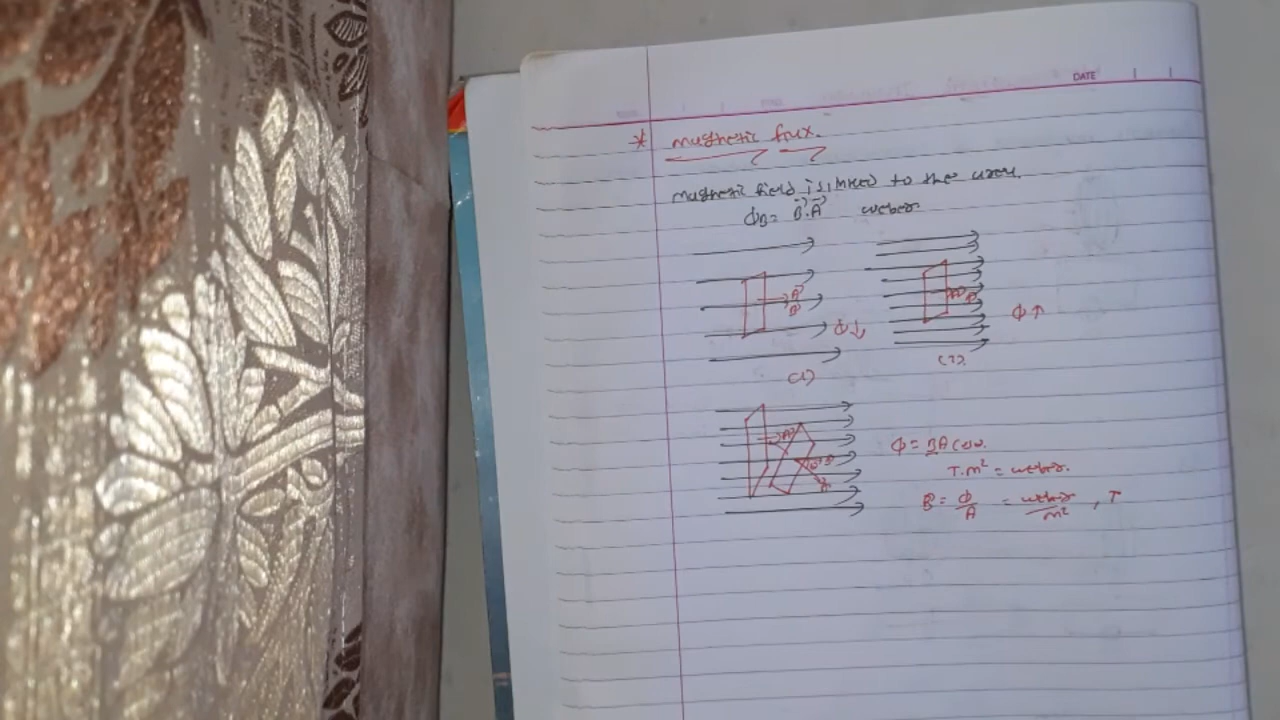 DATE
* magnetic flux.
magnetic field is linked to the area.
ϕB = B⃗.A⃗ weber
A⃗
B⃗
ϕ↓
ϕ↑
(1)
(2)
ϕ = BA cosθ.
T.m² = weber.
B = ϕ/A = weber/m², T